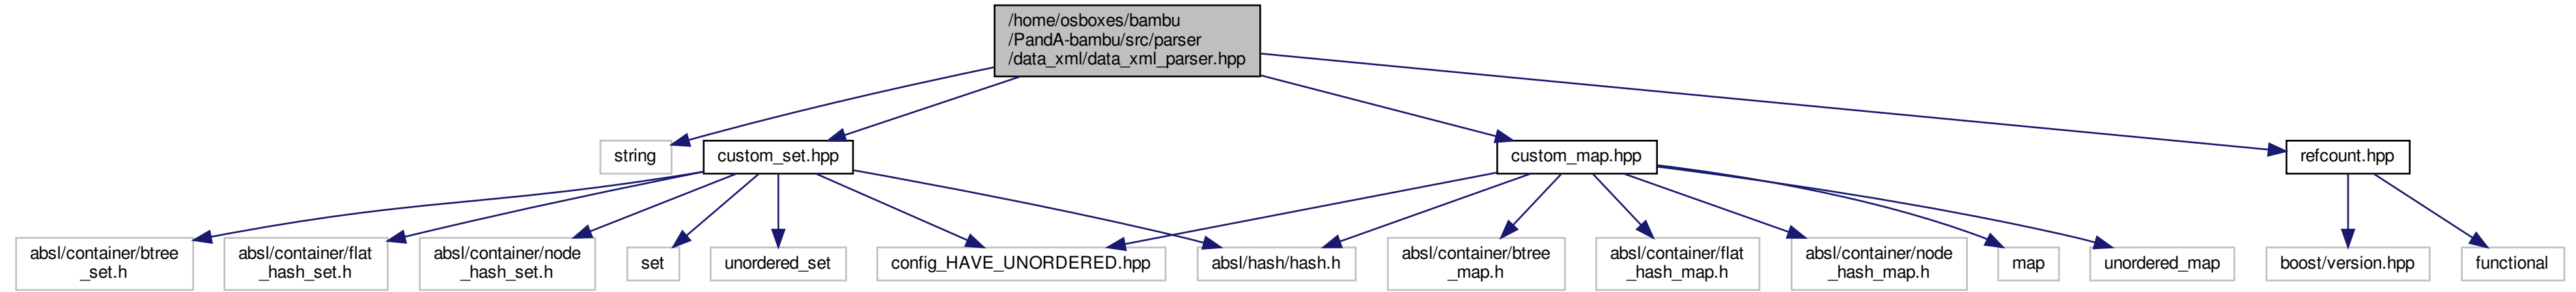 /home/osboxes/bambu
/PandA-bambu/src/parser
/data_xml/data_xml_parser.hpp
string
custom_set.hpp
custom_map.hpp
refcount.hpp
absl/container/btree
_set.h
absl/container/flat
_hash_set.h
absl/container/node
_hash_set.h
set
unordered_set
config_HAVE_UNORDERED.hpp
absl/hash/hash.h
absl/container/btree
_map.h
absl/container/flat
_hash_map.h
absl/container/node
_hash_map.h
map
unordered_map
boost/version.hpp
functional